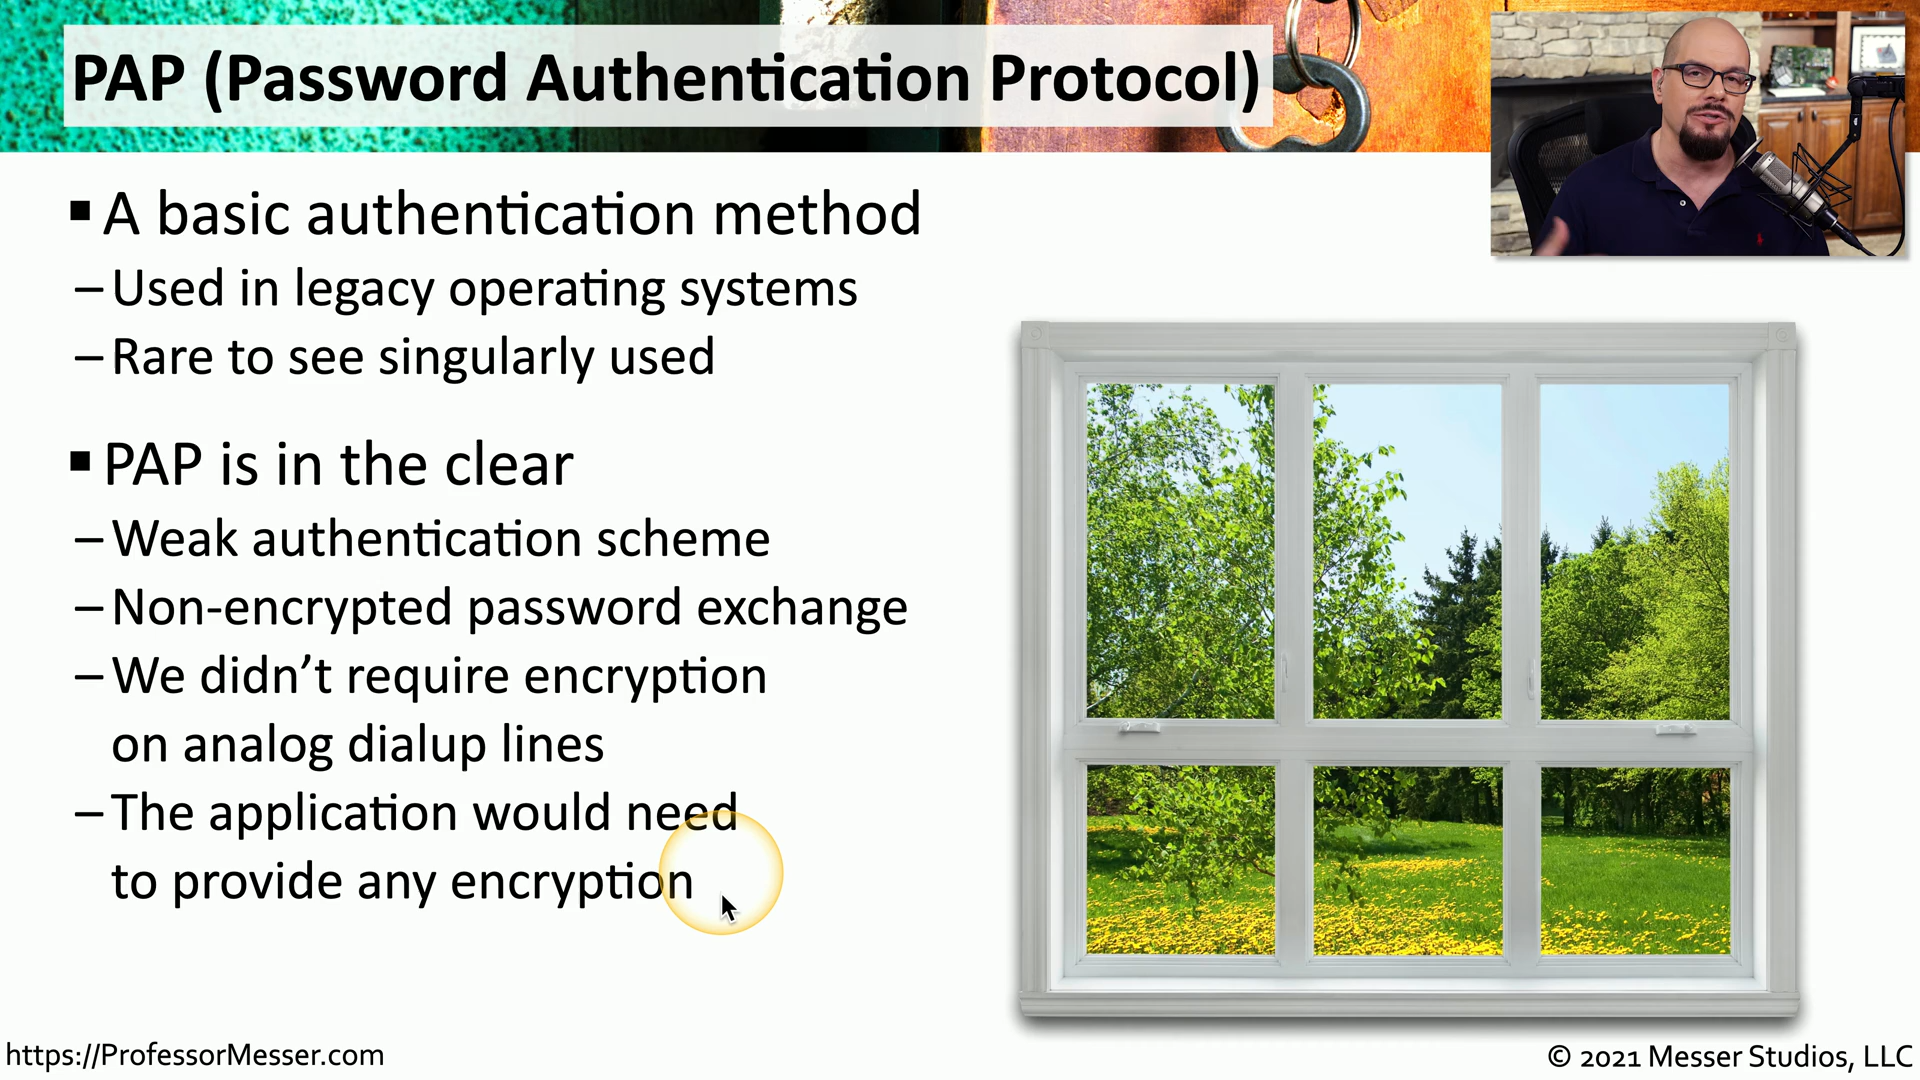 PAP (Password Authentication Protocol)
▪ A basic authentication method
– Used in legacy operating systems
– Rare to see singularly used
▪ PAP is in the clear
– Weak authentication scheme
– Non-encrypted password exchange
– We didn’t require encryption
on analog dialup lines
– The application would need
to provide any encryption
https://ProfessorMesser.com
© 2021 Messer Studios, LLC